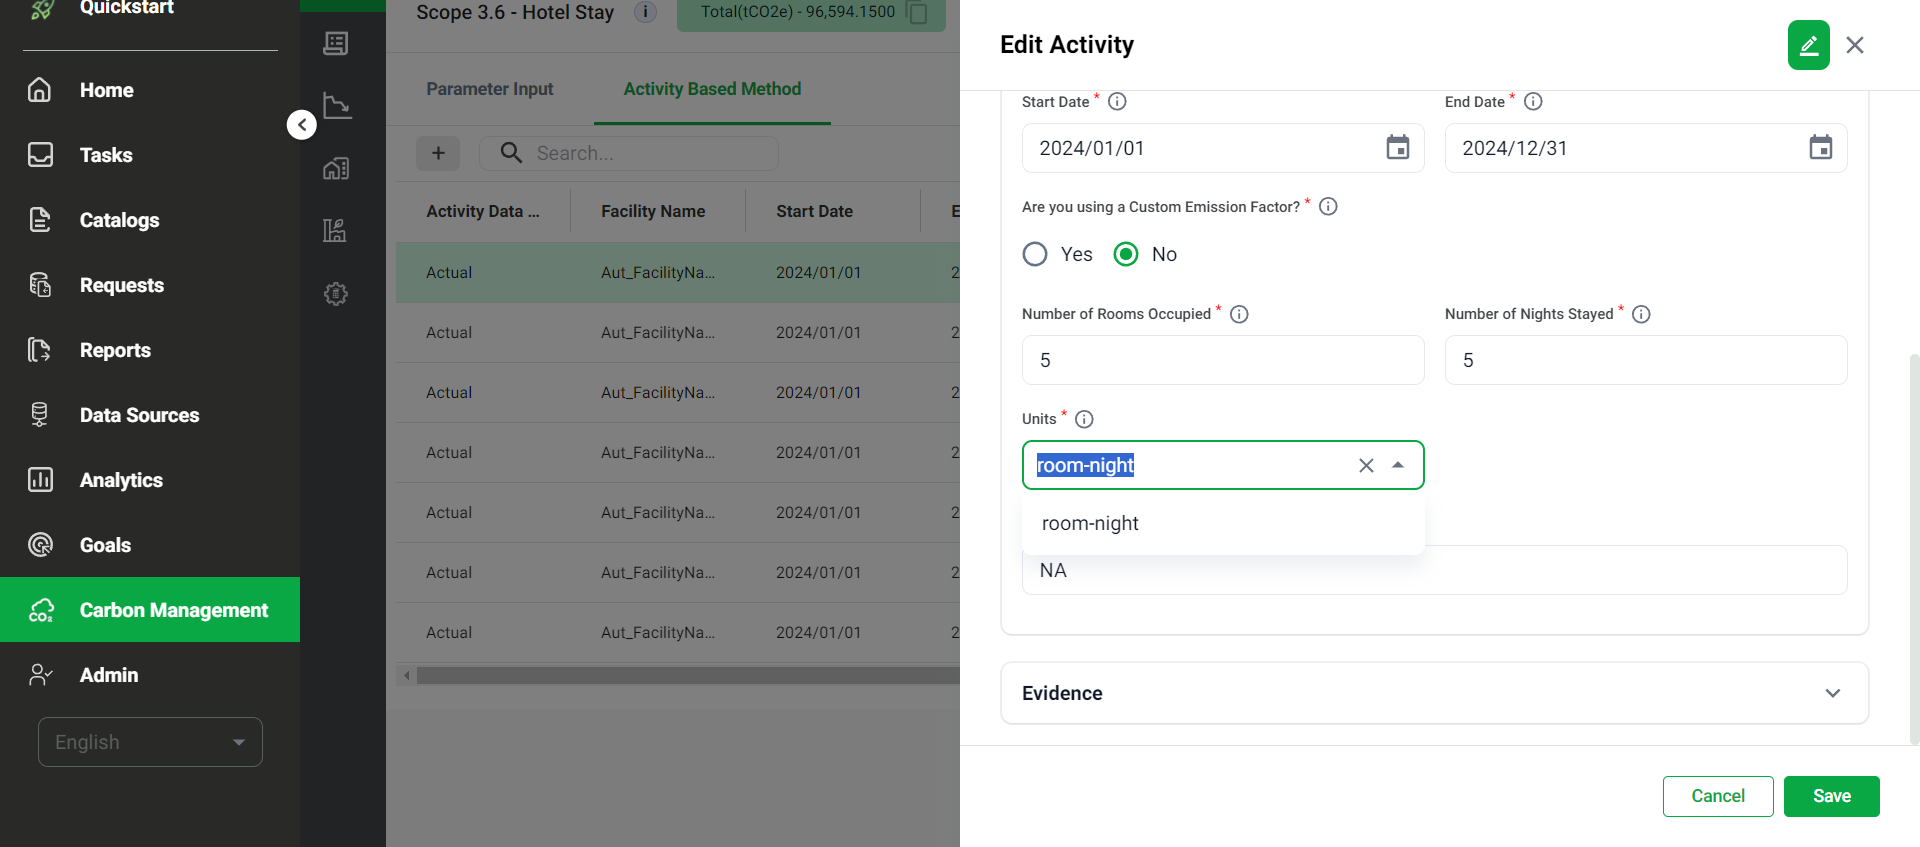 Quickstart
Home
Tasks
Catalogs
Requests
Reports
Data Sources
Analytics
Goals
CO₂ Carbon Management
Admin
English
Scope 3.6 - Hotel Stay i Total(tCO2e) - 96,594.1500
Parameter Input Activity Based Method
+ Search...
Activity Data ... Facility Name Start Date E
Actual Aut_FacilityNa... 2024/01/01 2
Actual Aut_FacilityNa... 2024/01/01 2
Actual Aut_FacilityNa... 2024/01/01 2
Actual Aut_FacilityNa... 2024/01/01 2
Actual Aut_FacilityNa... 2024/01/01 2
Actual Aut_FacilityNa... 2024/01/01 2
Actual Aut_FacilityNa... 2024/01/01 2
Edit Activity
Start Date * End Date *
2024/01/01 2024/12/31
Are you using a Custom Emission Factor? *
Yes No
Number of Rooms Occupied * Number of Nights Stayed *
5 5
Units *
room-night
room-night
NA
Evidence
Cancel Save